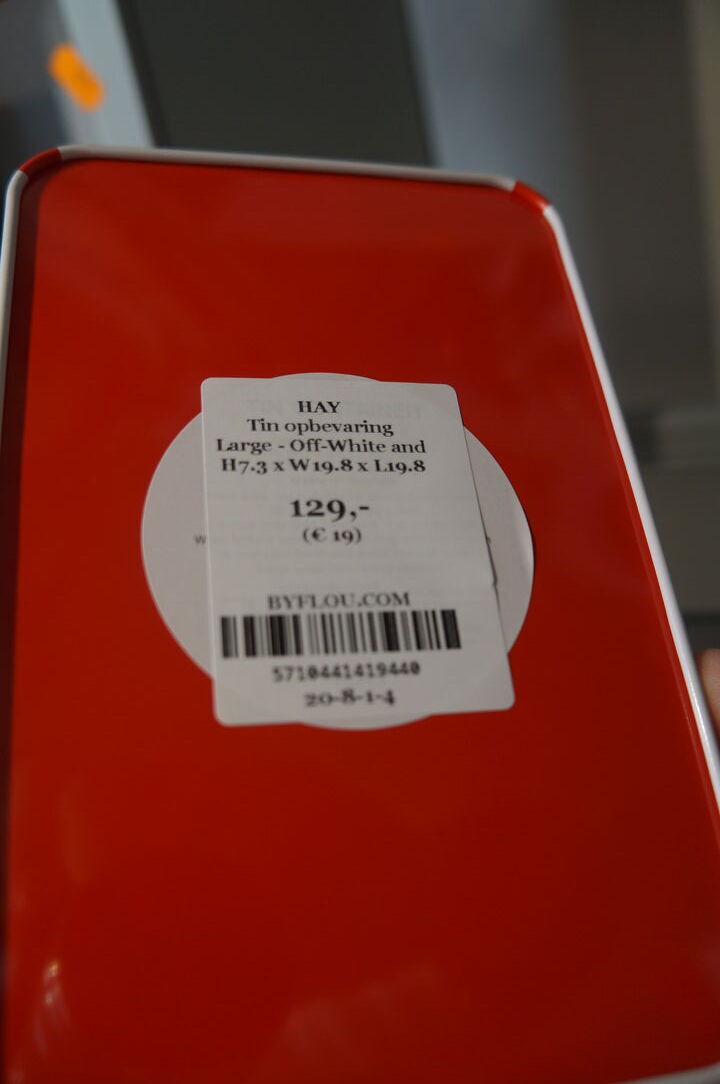 HAY
Tin opbevaring
Large - Off-White and
H7.3 x W19.8 x L19.8
129,-
(€ 19)
BYFLOU.COM
5710441419440
20-8-1-4